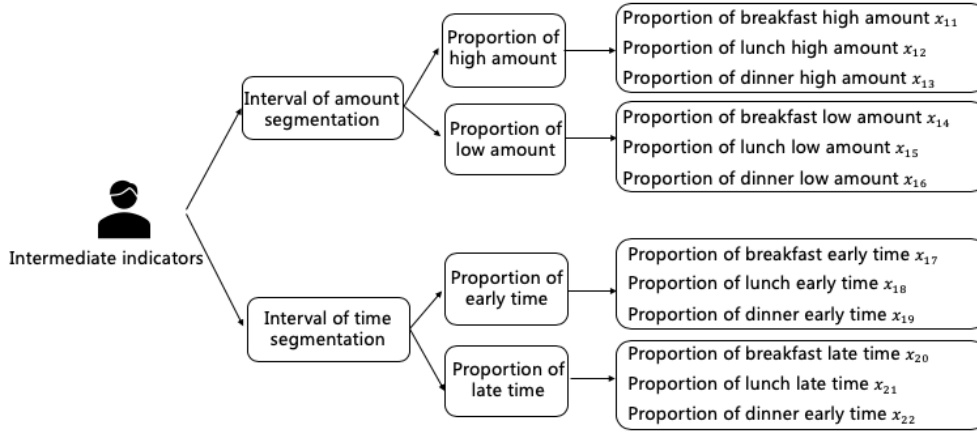 Intermediate indicators
Interval of amount
segmentation
Proportion of
high amount
Proportion of breakfast high amount x₁₁
Proportion of lunch high amount x₁₂
Proportion of dinner high amount x₁₃
Proportion of
low amount
Proportion of breakfast low amount x₁₄
Proportion of lunch low amount x₁₅
Proportion of dinner low amount x₁₆
Interval of time
segmentation
Proportion of
early time
Proportion of breakfast early time x₁₇
Proportion of lunch early time x₁₈
Proportion of dinner early time x₁₉
Proportion of
late time
Proportion of breakfast late time x₂₀
Proportion of lunch late time x₂₁
Proportion of dinner early time x₂₂